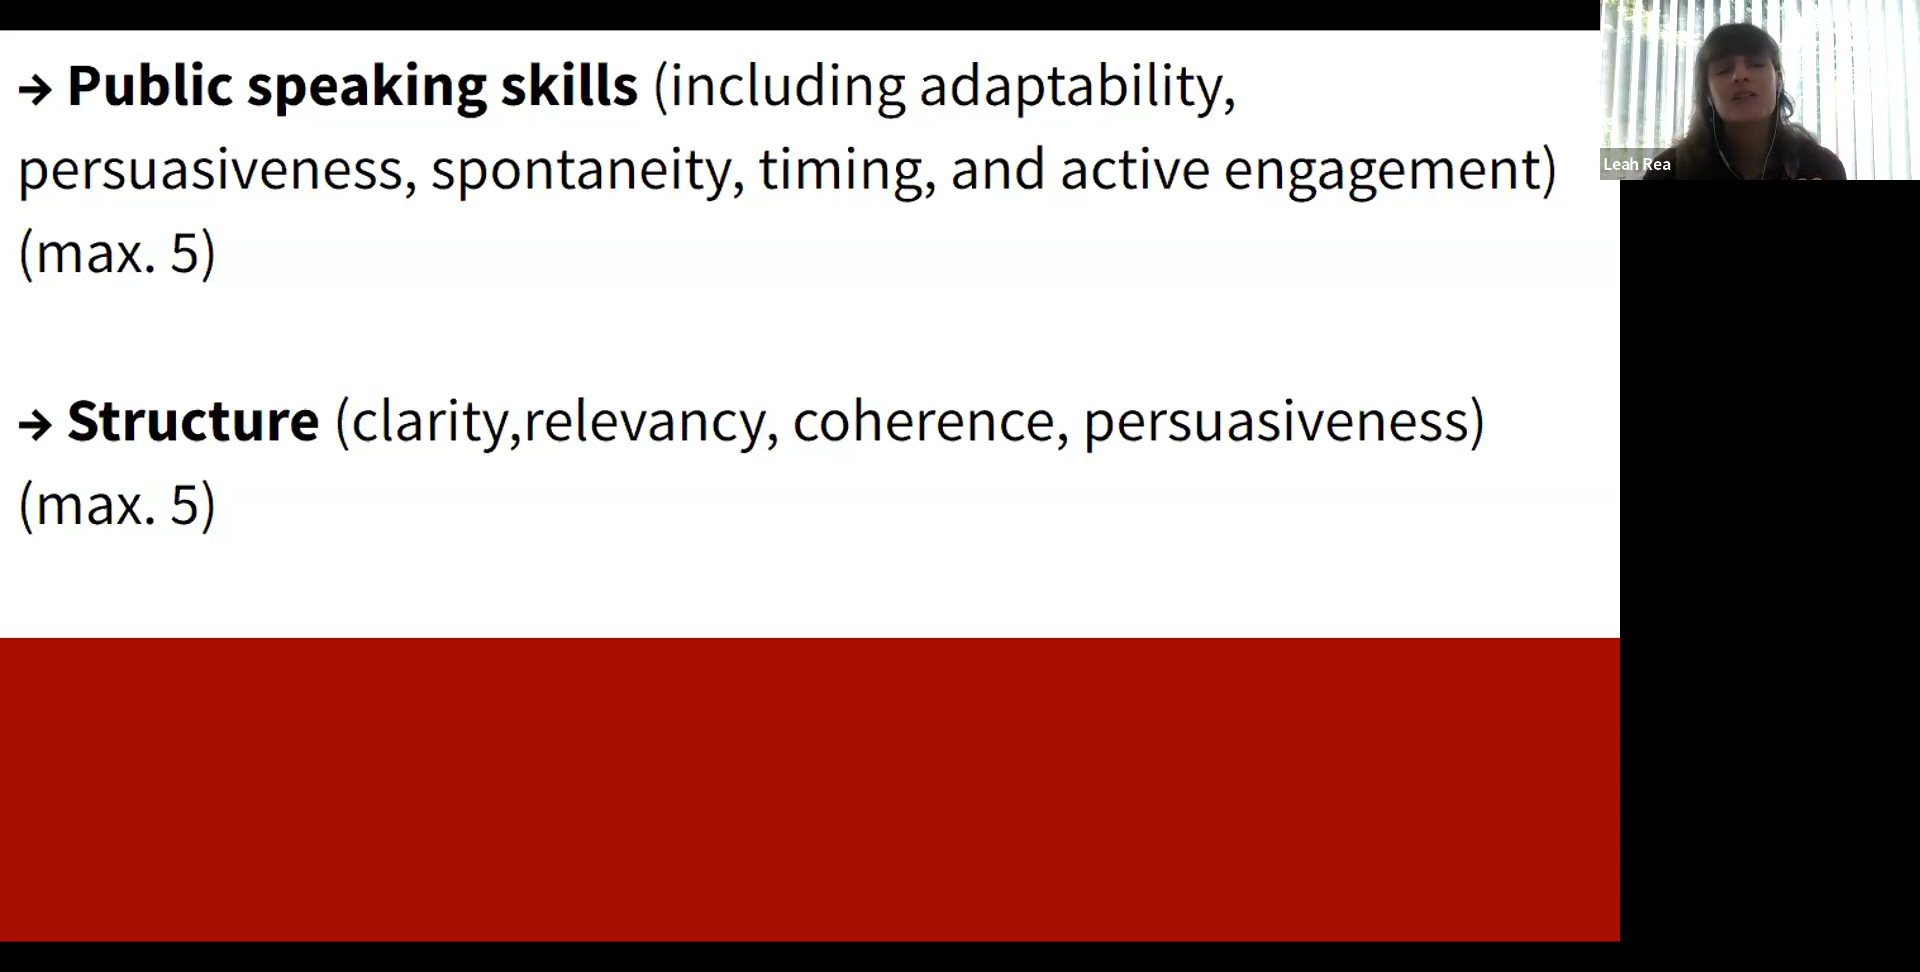 → Public speaking skills (including adaptability,
persuasiveness, spontaneity, timing, and active engagement)
(max. 5)
→ Structure (clarity,relevancy, coherence, persuasiveness)
(max. 5)
Leah Rea